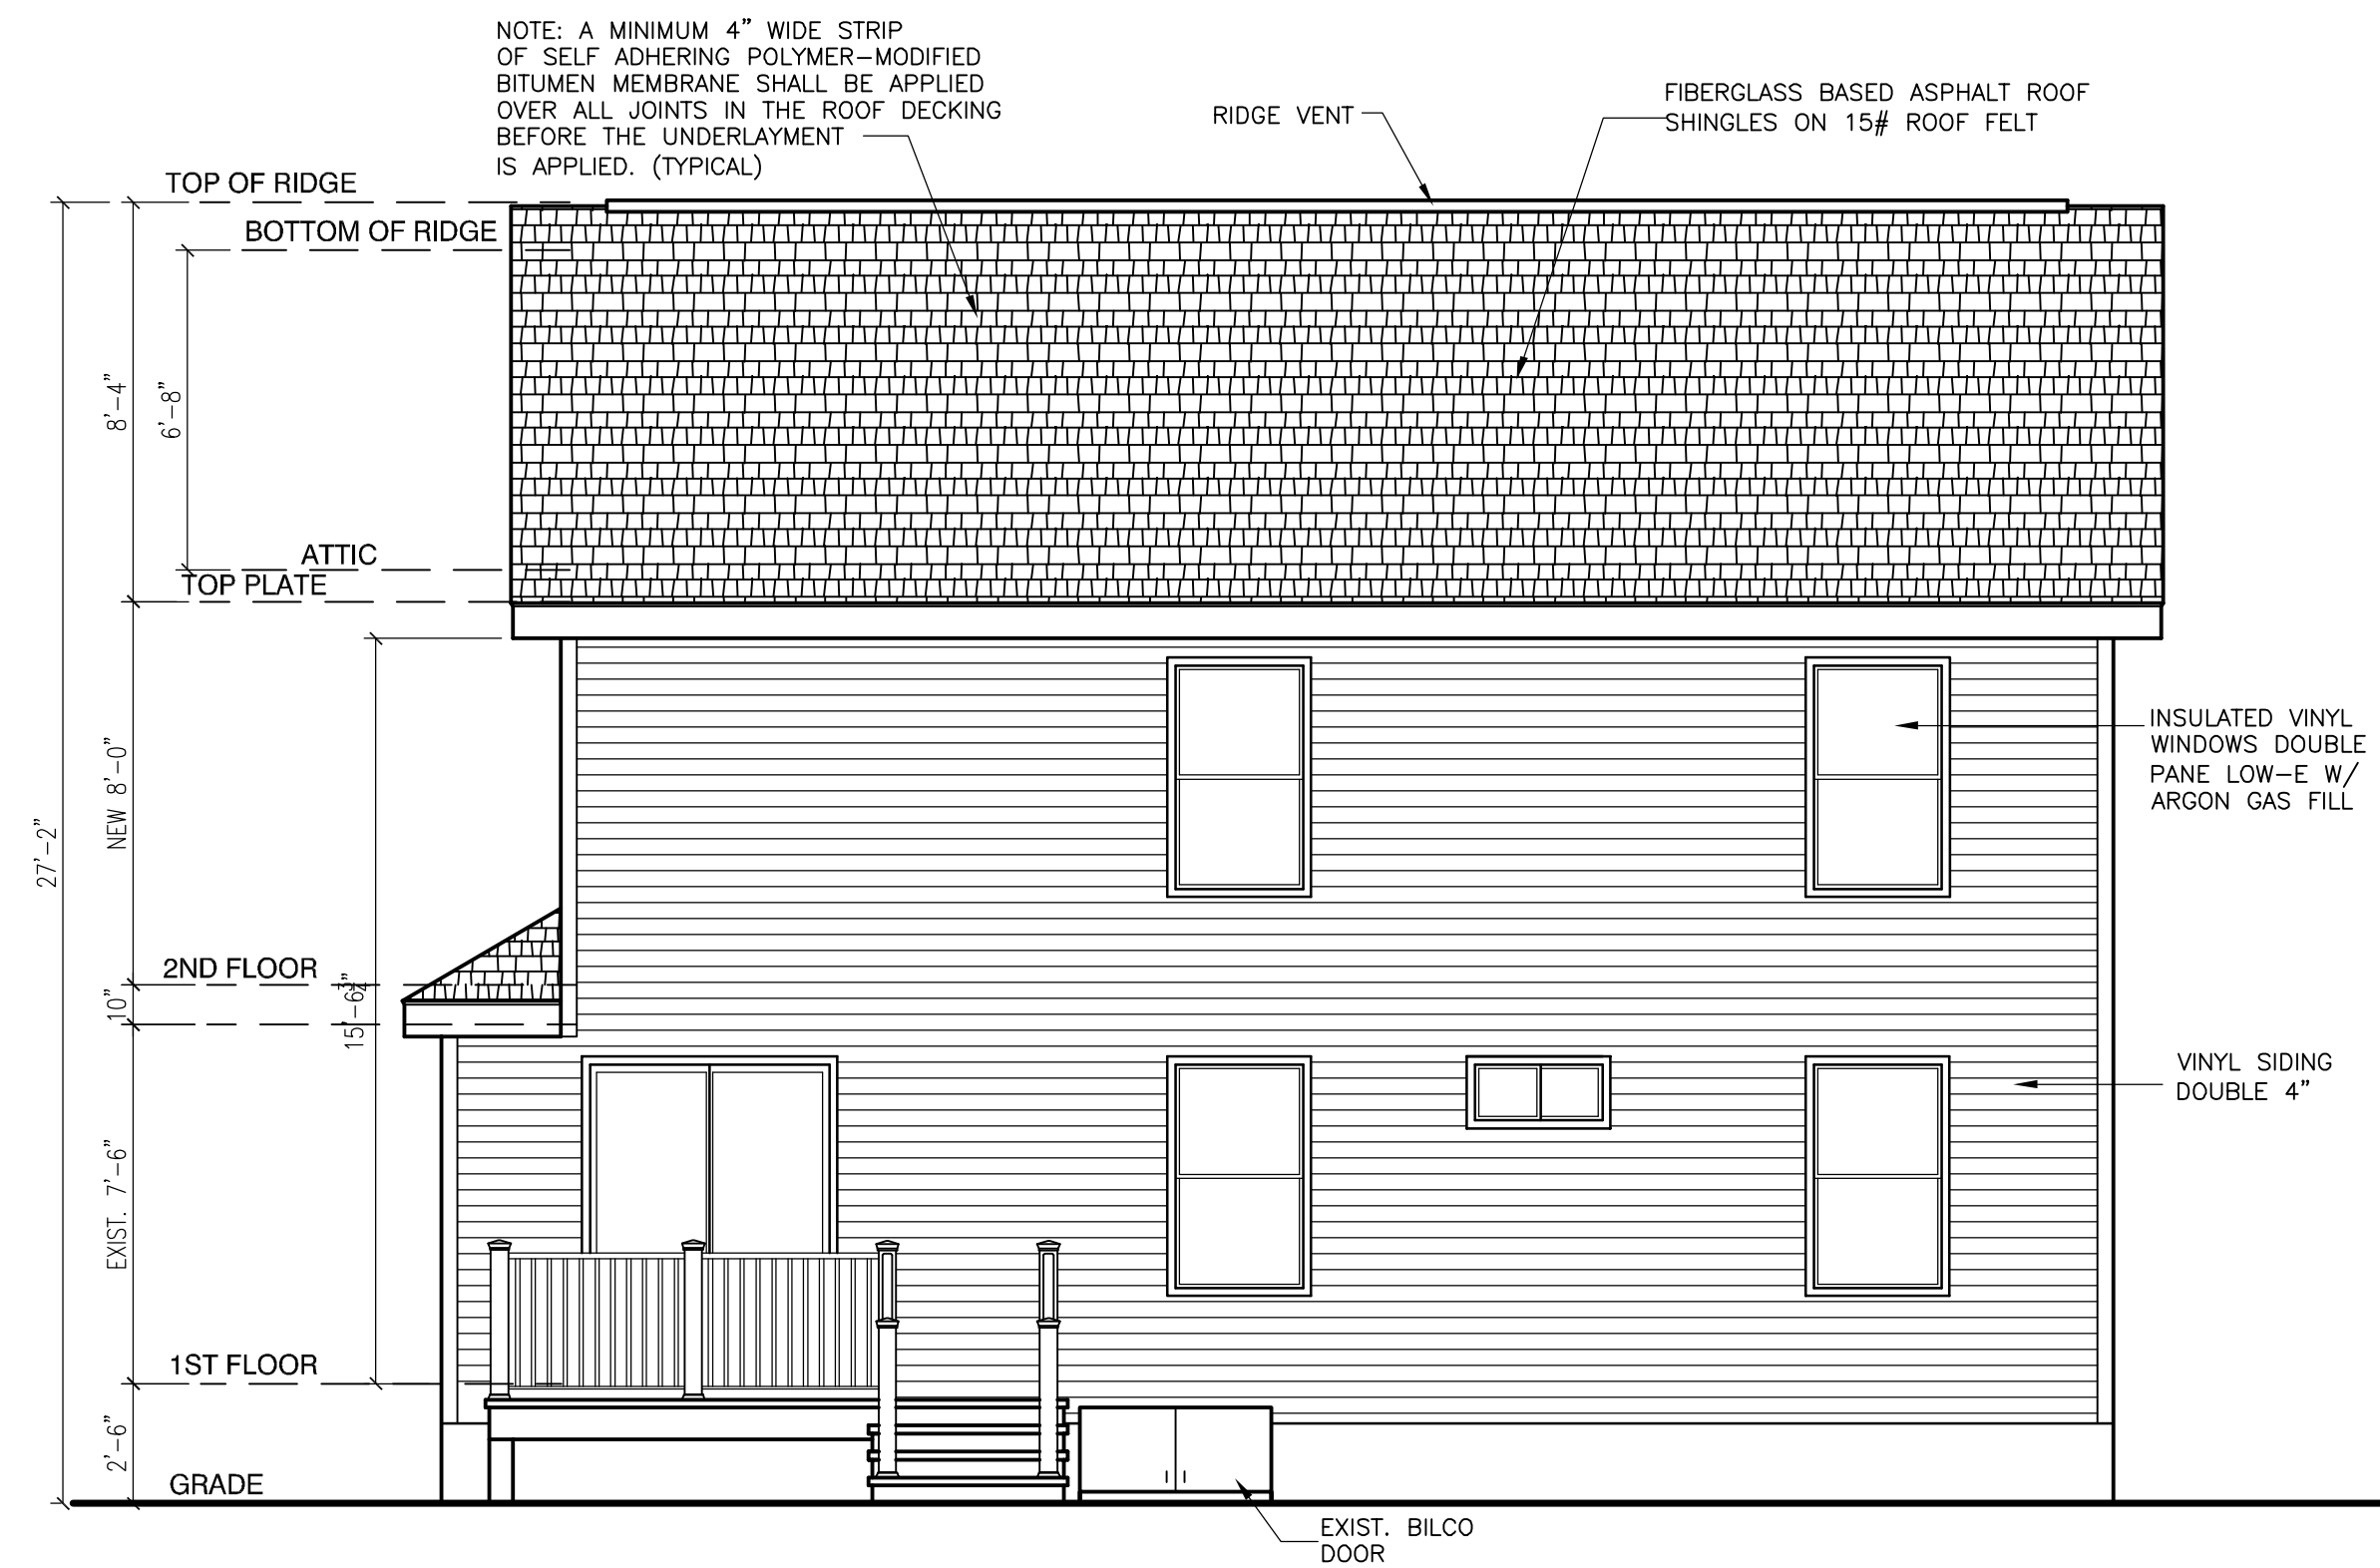 NOTE: A MINIMUM 4" WIDE STRIP
OF SELF ADHERING POLYMER-MODIFIED
BITUMEN MEMBRANE SHALL BE APPLIED
OVER ALL JOINTS IN THE ROOF DECKING
BEFORE THE UNDERLAYMENT
IS APPLIED. (TYPICAL)
RIDGE VENT
FIBERGLASS BASED ASPHALT ROOF
SHINGLES ON 15# ROOF FELT
TOP OF RIDGE
BOTTOM OF RIDGE
8'-4"
6'-8"
ATTIC
TOP PLATE
INSULATED VINYL
WINDOWS DOUBLE
PANE LOW-E W/
ARGON GAS FILL
NEW 8'-0"
27'-2"
2ND FLOOR
10"
15'-6¾"
VINYL SIDING
DOUBLE 4"
EXIST. 7'-6"
1ST FLOOR
2'-6"
GRADE
EXIST. BILCO
DOOR